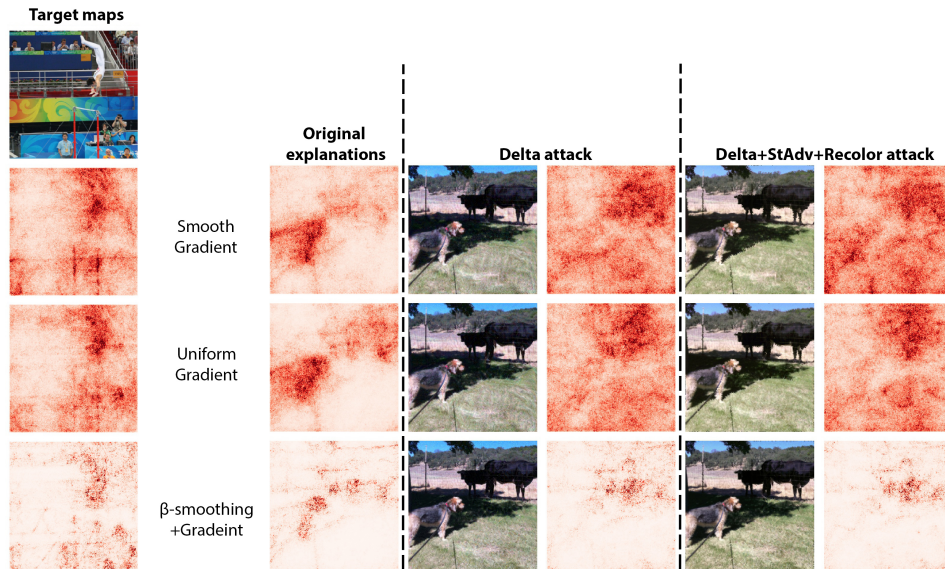 Target maps
Original
explanations
Delta attack
Delta+StAdv+Recolor attack
Smooth
Gradient
Uniform
Gradient
β-smoothing
+Gradeint